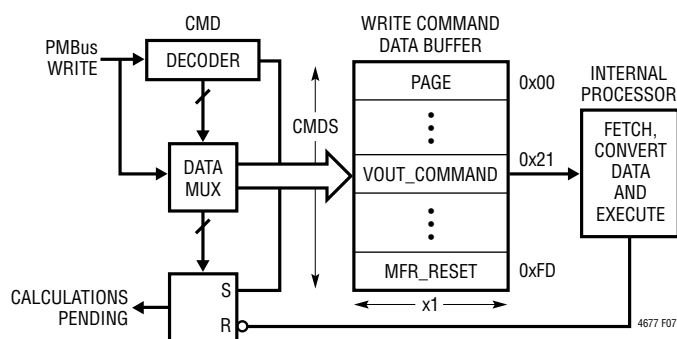 CMD
PMBus
WRITE
DECODER
WRITE COMMAND
DATA BUFFER
PAGE
0x00
INTERNAL
PROCESSOR
CMDS
FETCH,
CONVERT
DATA
AND
EXECUTE
DATA
MUX
VOUT_COMMAND
0x21
MFR_RESET
0xFD
S
R
CALCULATIONS
PENDING
x1
4677 F07